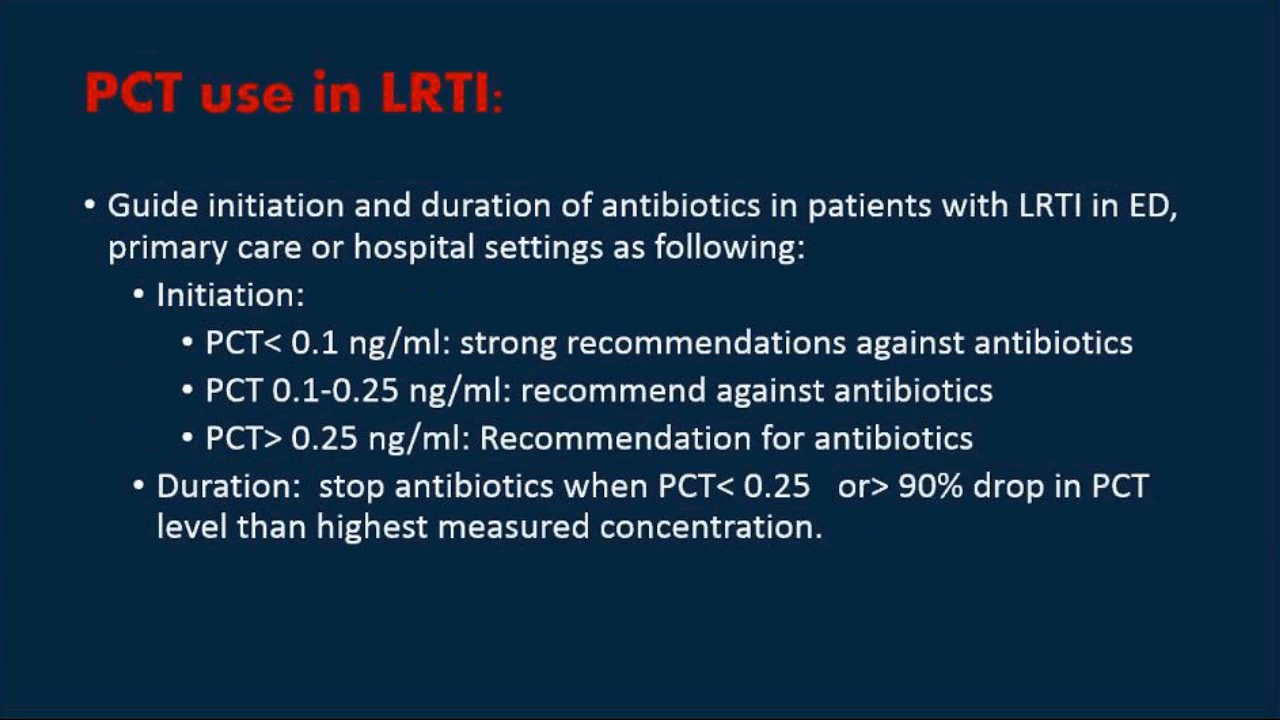 PCT use in LRTI:
• Guide initiation and duration of antibiotics in patients with LRTI in ED,
primary care or hospital settings as following:
• Initiation:
• PCT< 0.1 ng/ml: strong recommendations against antibiotics
• PCT 0.1-0.25 ng/ml: recommend against antibiotics
• PCT> 0.25 ng/ml: Recommendation for antibiotics
• Duration:  stop antibiotics when PCT< 0.25   or> 90% drop in PCT
level than highest measured concentration.